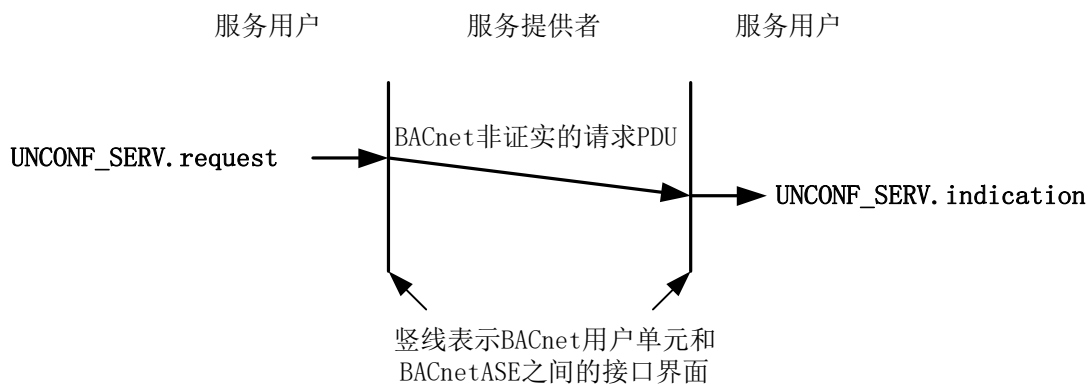 服务用户
服务提供者
服务用户
BACnet非证实的请求PDU
UNCONF_SERV.request
UNCONF_SERV.indication
竖线表示BACnet用户单元和
BACnetASE之间的接口界面